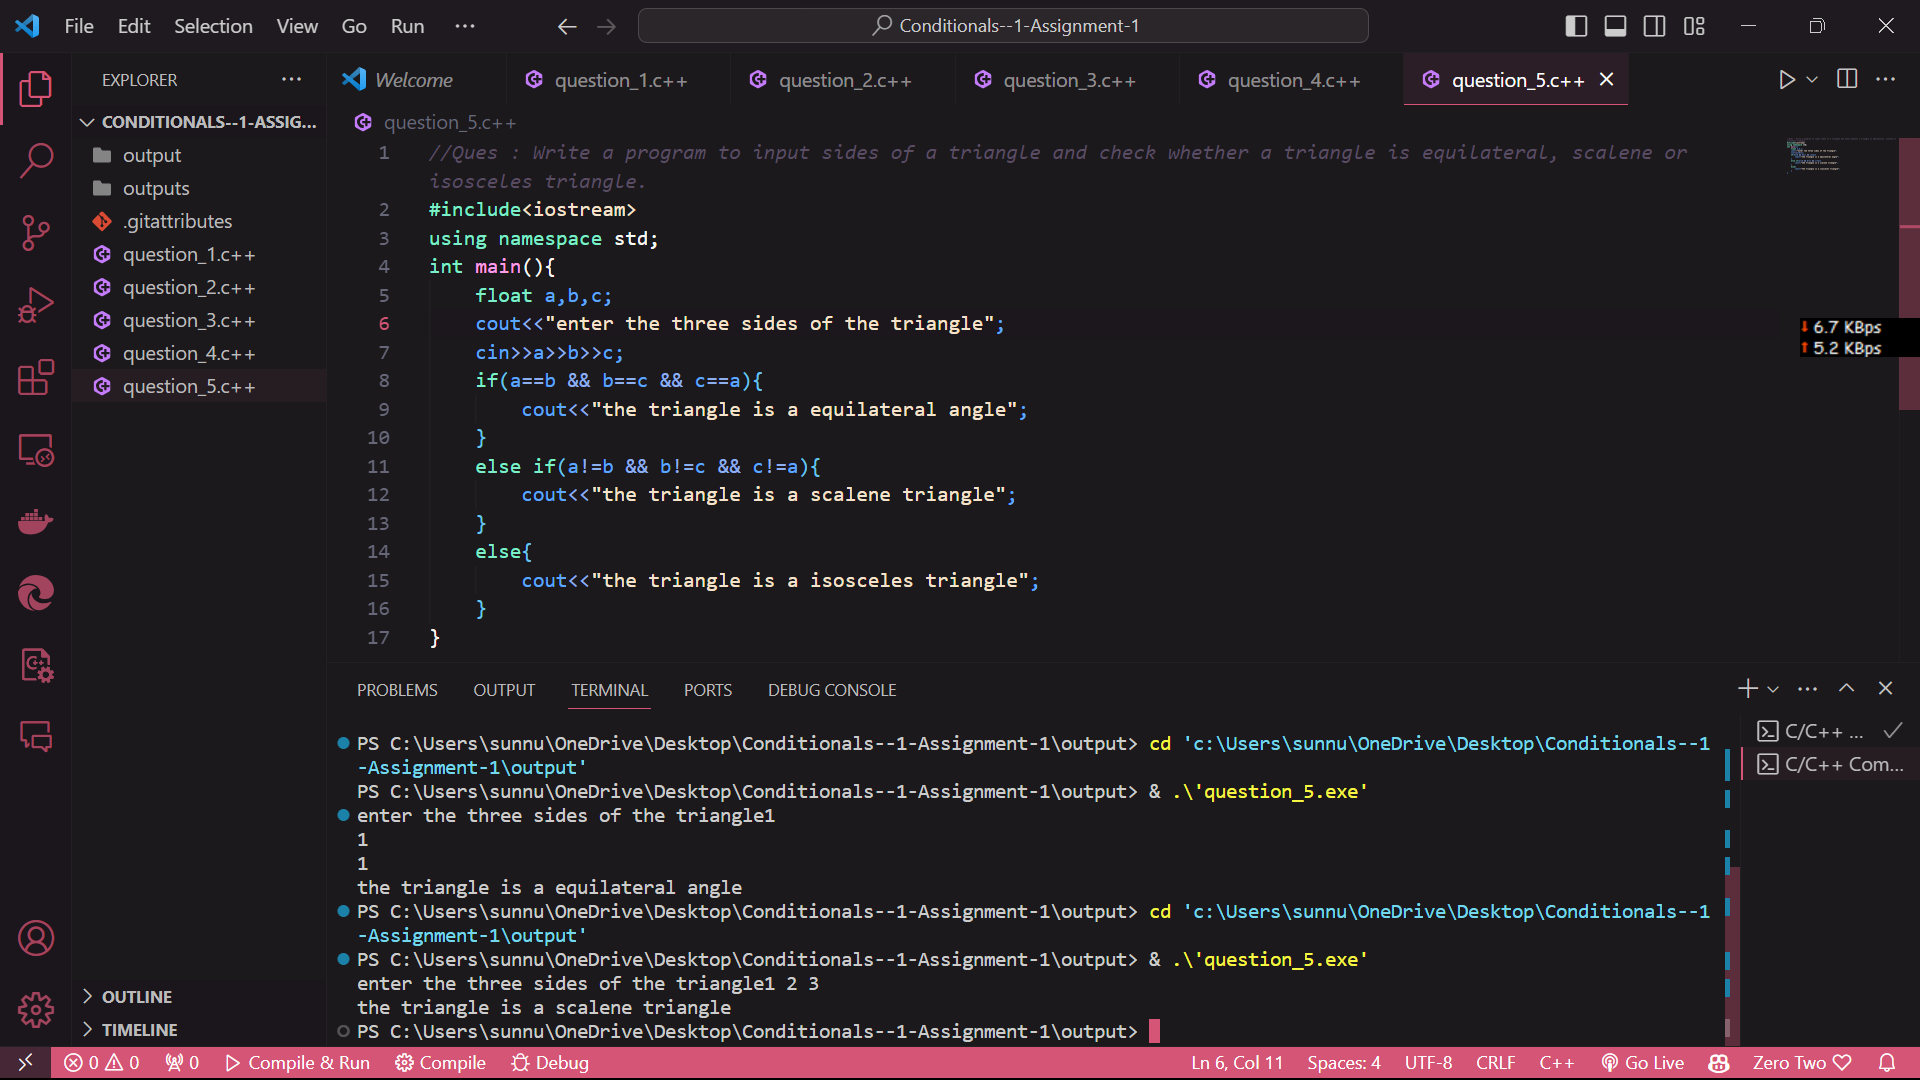 File Edit Selection View Go Run ··· Conditionals--1-Assignment-1
EXPLORER ···
CONDITIONALS--1-ASSIG...
output
outputs
.gitattributes
question_1.c++
question_2.c++
question_3.c++
question_4.c++
question_5.c++
OUTLINE
TIMELINE
Welcome question_1.c++ question_2.c++ question_3.c++ question_4.c++ question_5.c++
question_5.c++
1 //Ques : Write a program to input sides of a triangle and check whether a triangle is equilateral, scalene or
isosceles triangle.
2 #include<iostream>
3 using namespace std;
4 int main(){
5 float a,b,c;
6 cout<<"enter the three sides of the triangle";
7 cin>>a>>b>>c;
8 if(a==b && b==c && c==a){
9 cout<<"the triangle is a equilateral angle";
10 }
11 else if(a!=b && b!=c && c!=a){
12 cout<<"the triangle is a scalene triangle";
13 }
14 else{
15 cout<<"the triangle is a isosceles triangle";
16 }
17 }
6.7 KBps
5.2 KBps
PROBLEMS OUTPUT TERMINAL PORTS DEBUG CONSOLE
PS C:\Users\sunnu\OneDrive\Desktop\Conditionals--1-Assignment-1\output> cd 'c:\Users\sunnu\OneDrive\Desktop\Conditionals--1
-Assignment-1\output'
PS C:\Users\sunnu\OneDrive\Desktop\Conditionals--1-Assignment-1\output> & .\'question_5.exe'
enter the three sides of the triangle1
1
1
the triangle is a equilateral angle
PS C:\Users\sunnu\OneDrive\Desktop\Conditionals--1-Assignment-1\output> cd 'c:\Users\sunnu\OneDrive\Desktop\Conditionals--1
-Assignment-1\output'
PS C:\Users\sunnu\OneDrive\Desktop\Conditionals--1-Assignment-1\output> & .\'question_5.exe'
enter the three sides of the triangle1 2 3
the triangle is a scalene triangle
PS C:\Users\sunnu\OneDrive\Desktop\Conditionals--1-Assignment-1\output>
C/C++ ...
C/C++ Com...
0 0 0 Compile & Run Compile Debug Ln 6, Col 11 Spaces: 4 UTF-8 CRLF C++ Go Live Zero Two